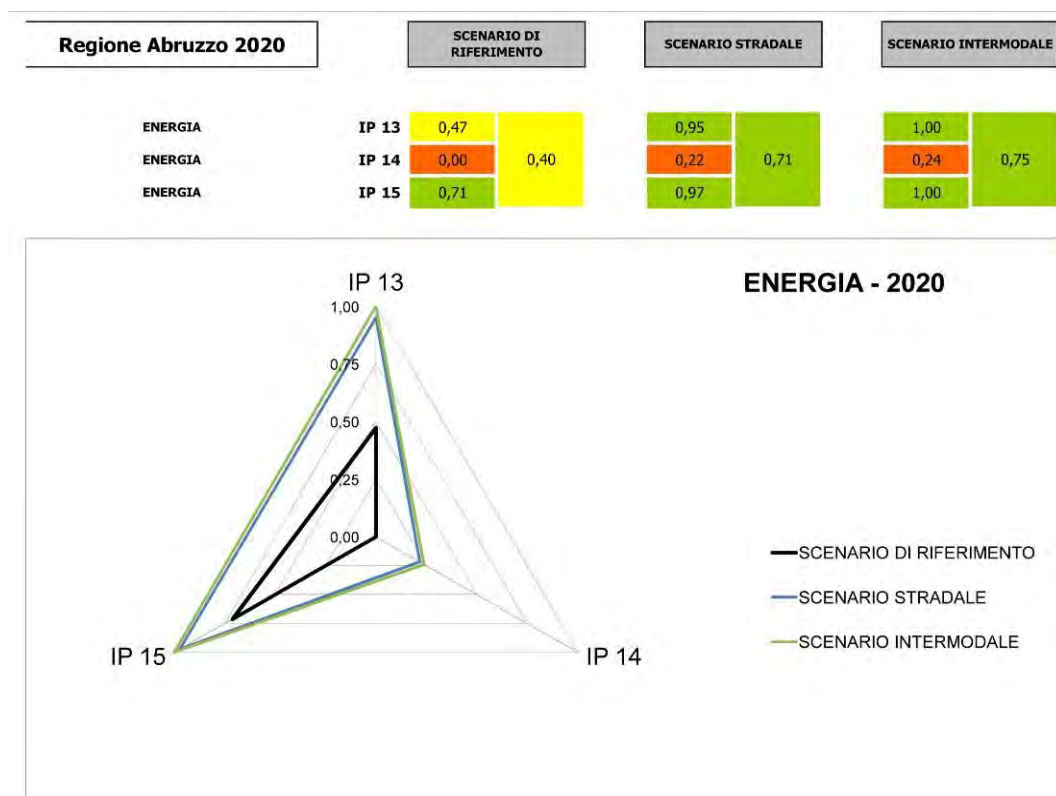 Regione Abruzzo 2020
SCENARIO DI
RIFERIMENTO
SCENARIO STRADALE
SCENARIO INTERMODALE
ENERGIA IP 13 0,47 0,95 1,00
ENERGIA IP 14 0,00 0,40 0,22 0,71 0,24 0,75
ENERGIA IP 15 0,71 0,97 1,00
ENERGIA - 2020
IP 13
1,00
0,75
0,50
0,25
0,00
IP 15
IP 14
SCENARIO DI RIFERIMENTO
SCENARIO STRADALE
SCENARIO INTERMODALE